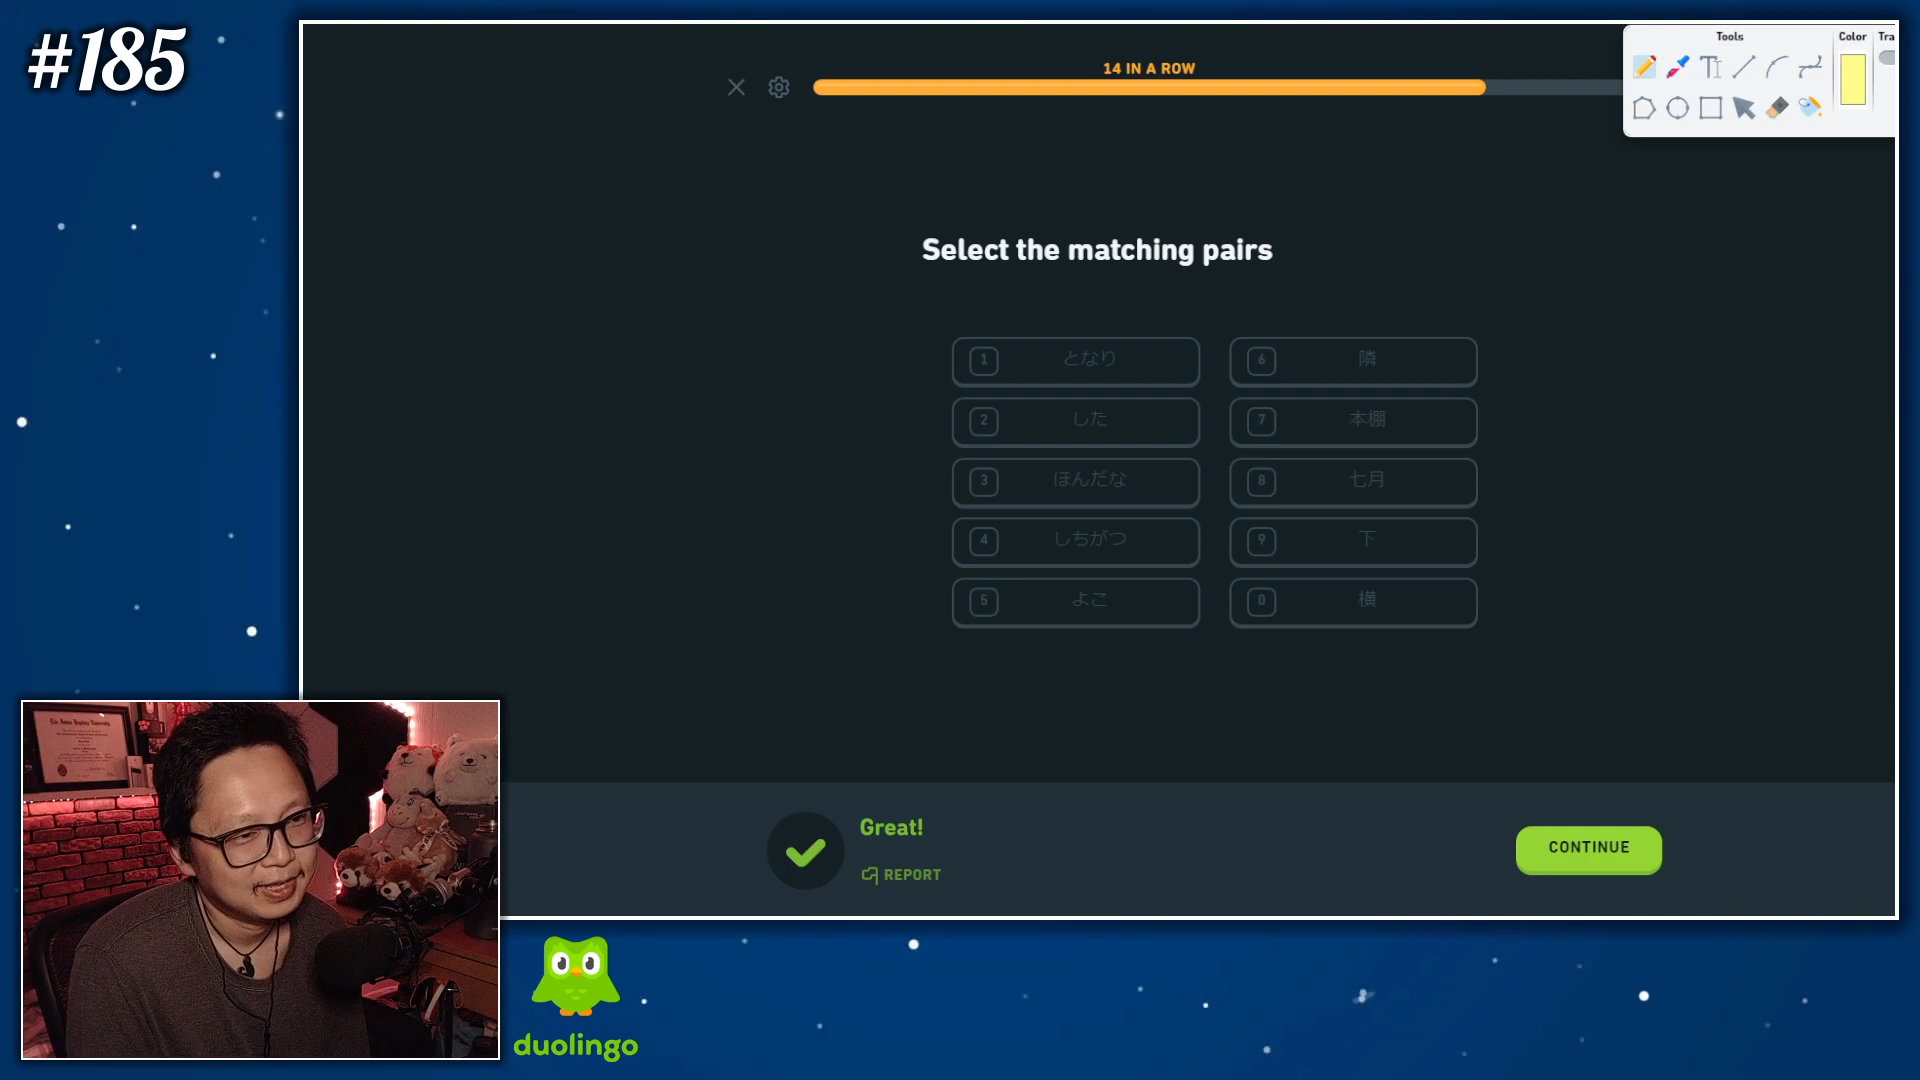 #185
14 IN A ROW
Tools
Color
Tra
Select the matching pairs
1 となり
6 隣
2 した
7 本棚
3 ほんだな
8 七月
4 しちがつ
9 下
5 よこ
0 横
Great!
REPORT
CONTINUE
duolingo